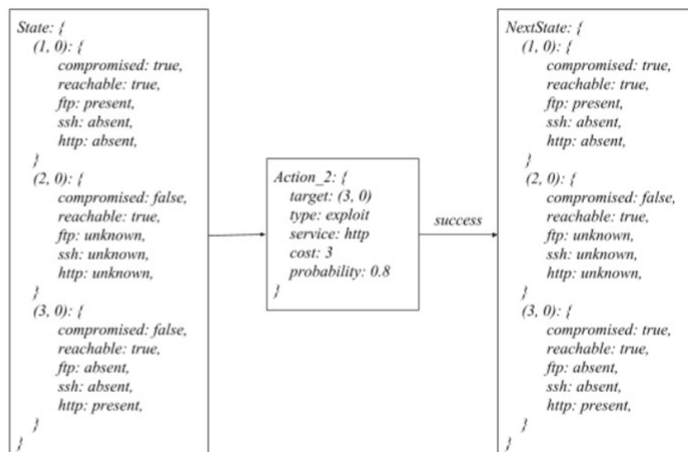 State: {
(1, 0): {
compromised: true,
reachable: true,
ftp: present,
ssh: absent,
http: absent,
}
(2, 0): {
compromised: false,
reachable: true,
ftp: unknown,
ssh: unknown,
http: unknown,
}
(3, 0): {
compromised: false,
reachable: true,
ftp: absent,
ssh: absent,
http: present,
}
}
Action_2: {
target: (3, 0)
type: exploit
service: http
cost: 3
probability: 0.8
}
success
NextState: {
(1, 0): {
compromised: true,
reachable: true,
ftp: present,
ssh: absent,
http: absent,
}
(2, 0): {
compromised: false,
reachable: true,
ftp: unknown,
ssh: unknown,
http: unknown,
}
(3, 0): {
compromised: true,
reachable: true,
ftp: absent,
ssh: absent,
http: present,
}
}